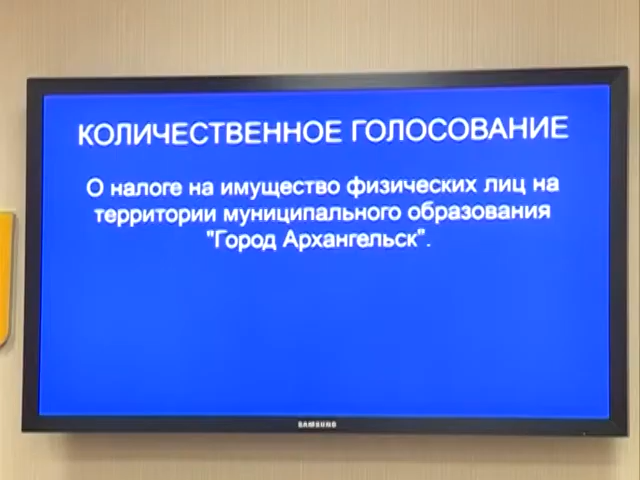 КОЛИЧЕСТВЕННОЕ ГОЛОСОВАНИЕ
О налоге на имущество физических лиц на
территории муниципального образования
"Город Архангельск".
SAMSUNG